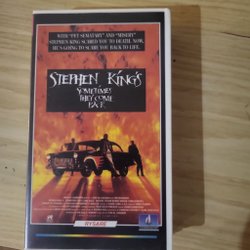 WITH "PET SEMATARY" AND "MISERY"
STEPHEN KING SCARED YOU TO DEATH. NOW,
HE'S GOING TO SCARE YOU BACK TO LIFE.
STEPHEN KING'S
SOMETIMES
THEY COME
BACK
RYSARE